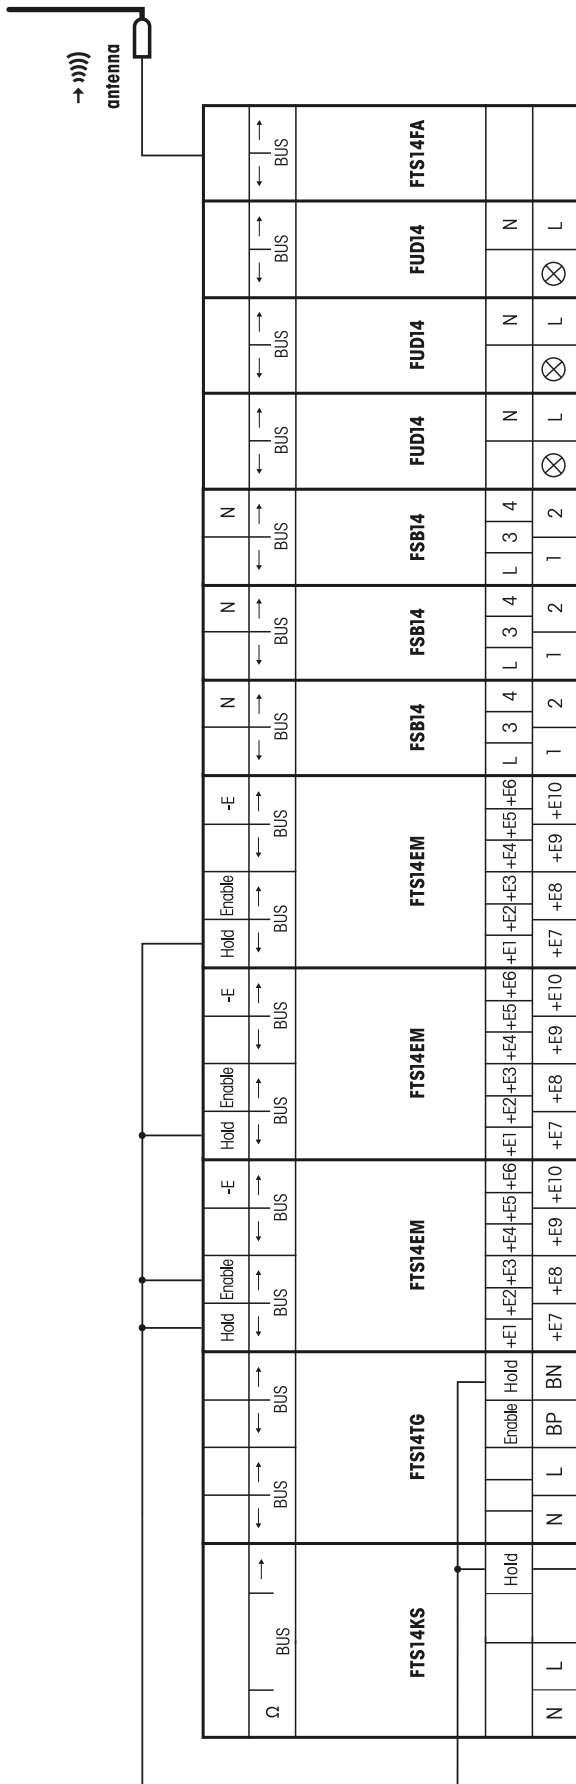 antenna
BUS
FTS14FA
BUS
FUD14
N
L
BUS
FUD14
N
L
BUS
FUD14
N
L
N
BUS
FSB14
L 3 4
1 2
N
BUS
FSB14
L 3 4
1 2
N
BUS
FSB14
L 3 4
1 2
Hold Enable -E
BUS BUS
FTS14EM
+E1 +E2 +E3 +E4 +E5 +E6
+E7 +E8 +E9 +E10
Hold Enable -E
BUS BUS
FTS14EM
+E1 +E2 +E3 +E4 +E5 +E6
+E7 +E8 +E9 +E10
Hold Enable -E
BUS BUS
FTS14EM
+E1 +E2 +E3 +E4 +E5 +E6
+E7 +E8 +E9 +E10
BUS BUS
FTS14TG
Enable Hold
N L BP BN
Ω BUS
FTS14KS
Hold
N L